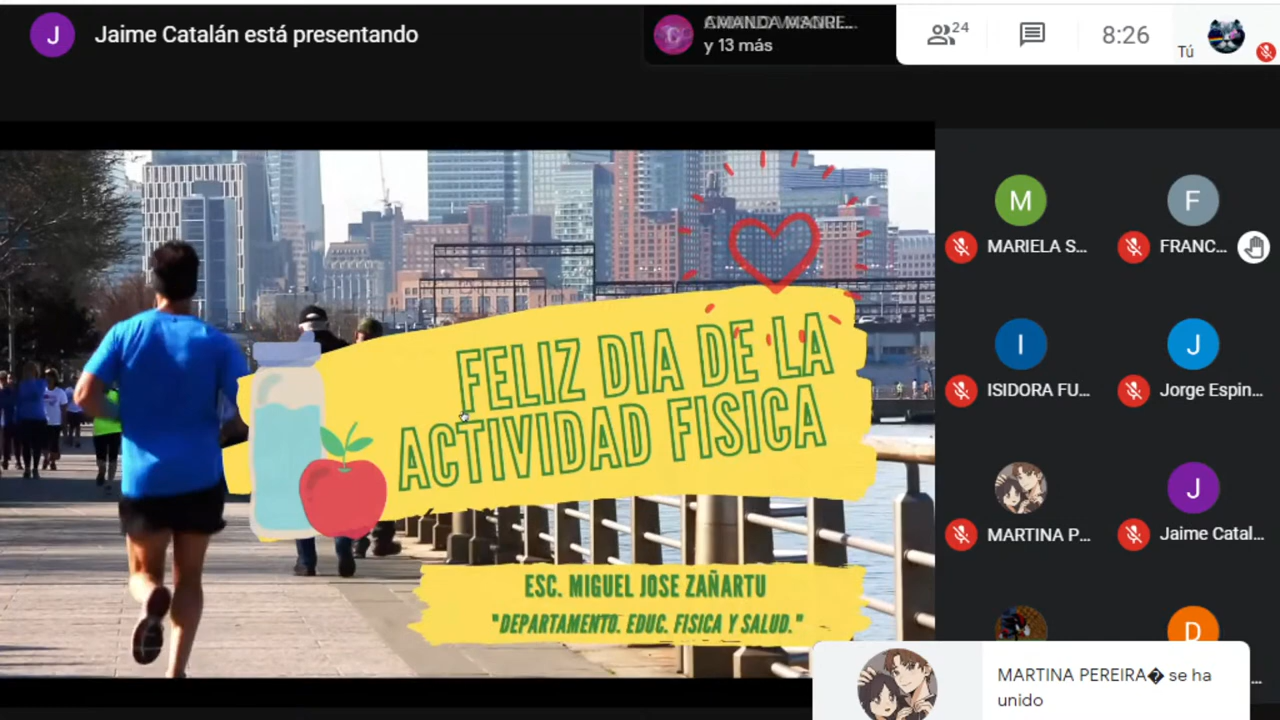 J
Jaime Catalán está presentando
y 13 más
24
8:26
Tú
FELIZ DIA DE LA
ACTIVIDAD FISICA
ESC. MIGUEL JOSE ZAÑARTU
"DEPARTAMENTO. EDUC. FISICA Y SALUD."
M
F
MARIELA S...
FRANC...
I
J
ISIDORA FU...
Jorge Espin...
J
MARTINA P...
Jaime Catal...
D
...
MARTINA PEREIRA� se ha
unido